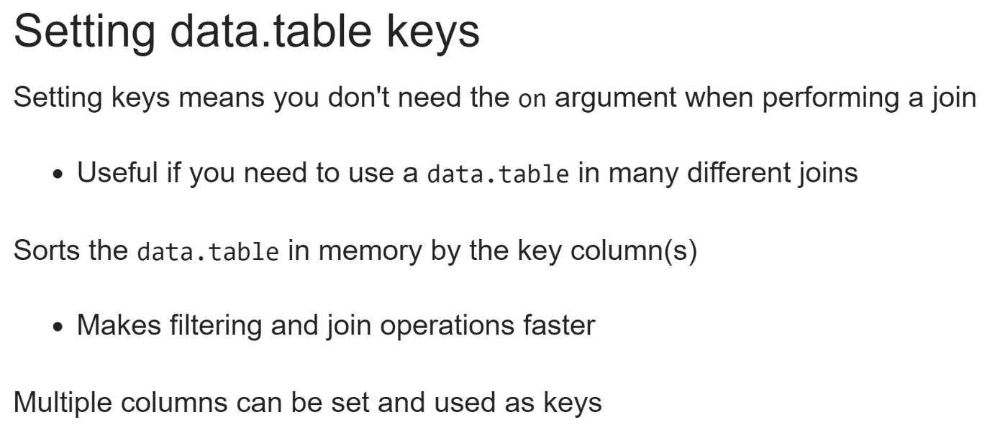 Setting data.table keys
Setting keys means you don't need the on argument when performing a join
• Useful if you need to use a data.table in many different joins
Sorts the data.table in memory by the key column(s)
• Makes filtering and join operations faster
Multiple columns can be set and used as keys